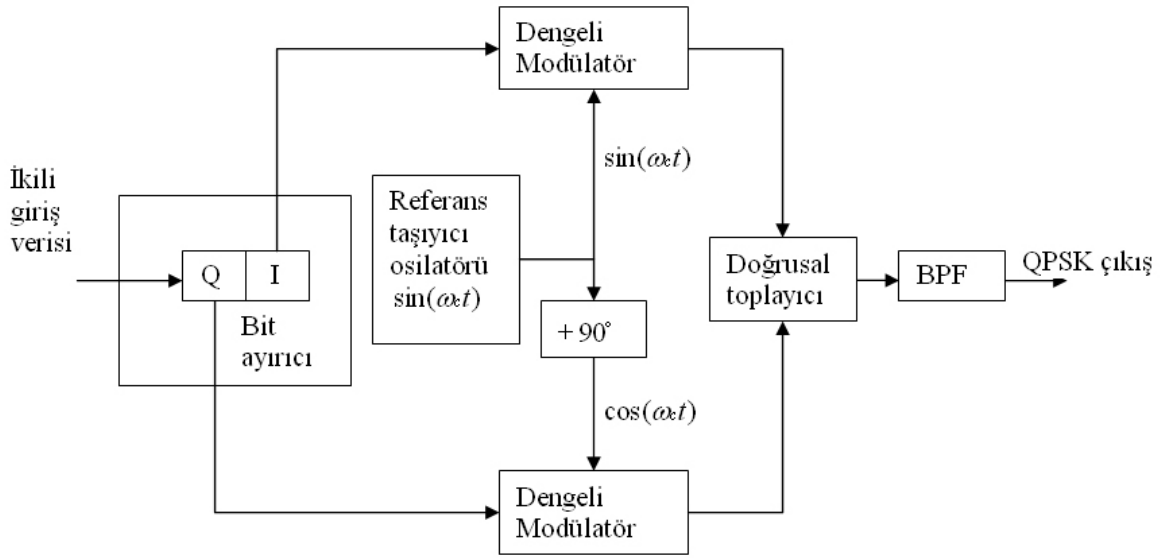 Dengeli
Modülatör
sin(ωct)
İkili
giriş
verisi
Referans
taşıyıcı
osilatörü
sin(ωct)
Q
I
Bit
ayırıcı
+ 90°
Doğrusal
toplayıcı
BPF
QPSK çıkış
cos(ωct)
Dengeli
Modülatör